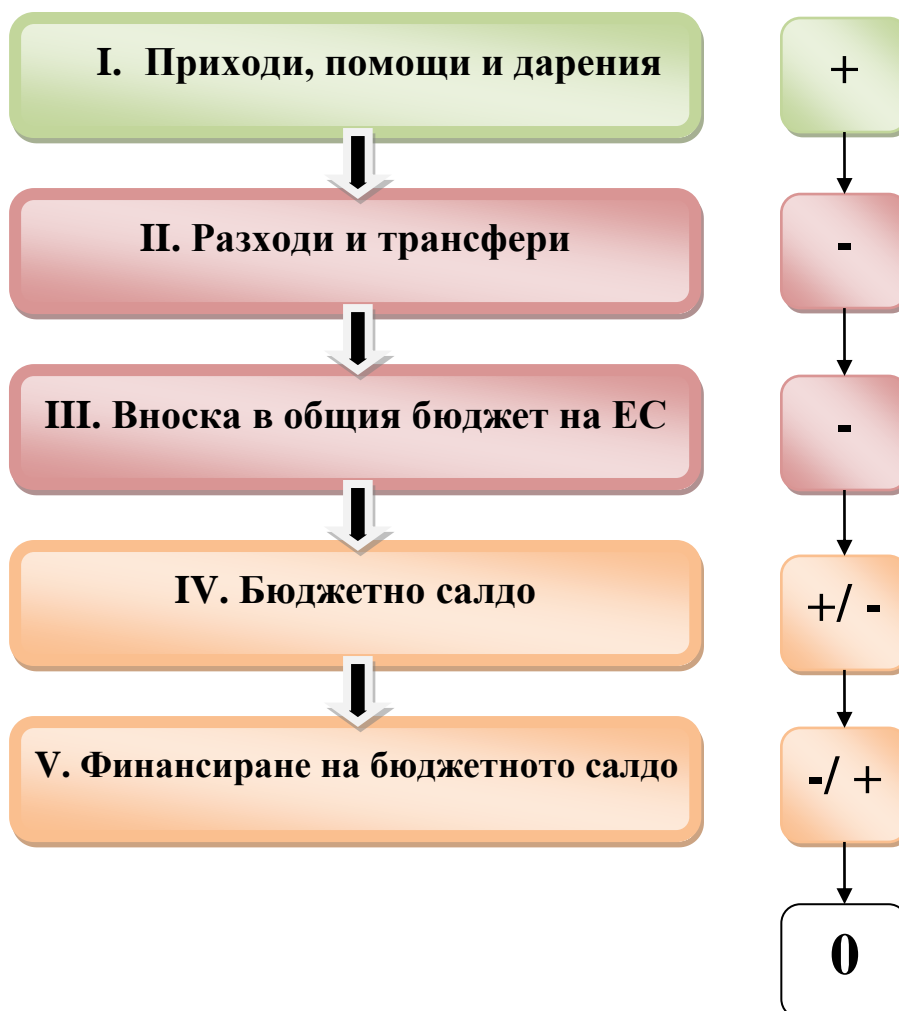 I. Приходи, помощи и дарения
+
II. Разходи и трансфери
-
III. Вноска в общия бюджет на ЕС
-
IV. Бюджетно салдо
+/ -
V. Финансиране на бюджетното салдо
-/ +
0